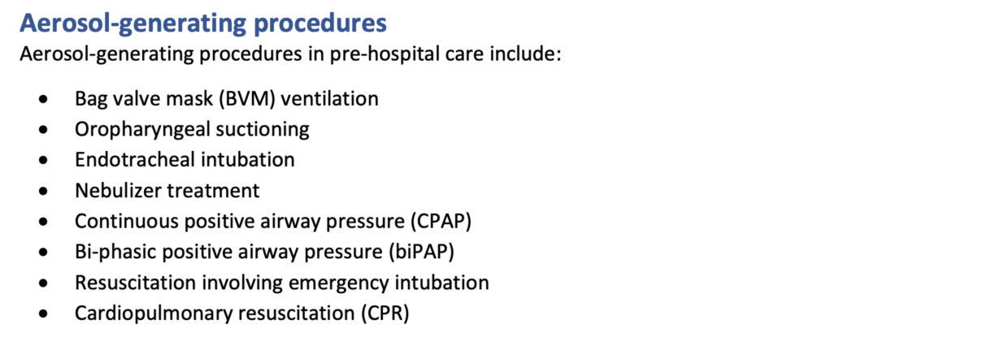 Aerosol-generating procedures
Aerosol-generating procedures in pre-hospital care include:
• Bag valve mask (BVM) ventilation
• Oropharyngeal suctioning
• Endotracheal intubation
• Nebulizer treatment
• Continuous positive airway pressure (CPAP)
• Bi-phasic positive airway pressure (biPAP)
• Resuscitation involving emergency intubation
• Cardiopulmonary resuscitation (CPR)